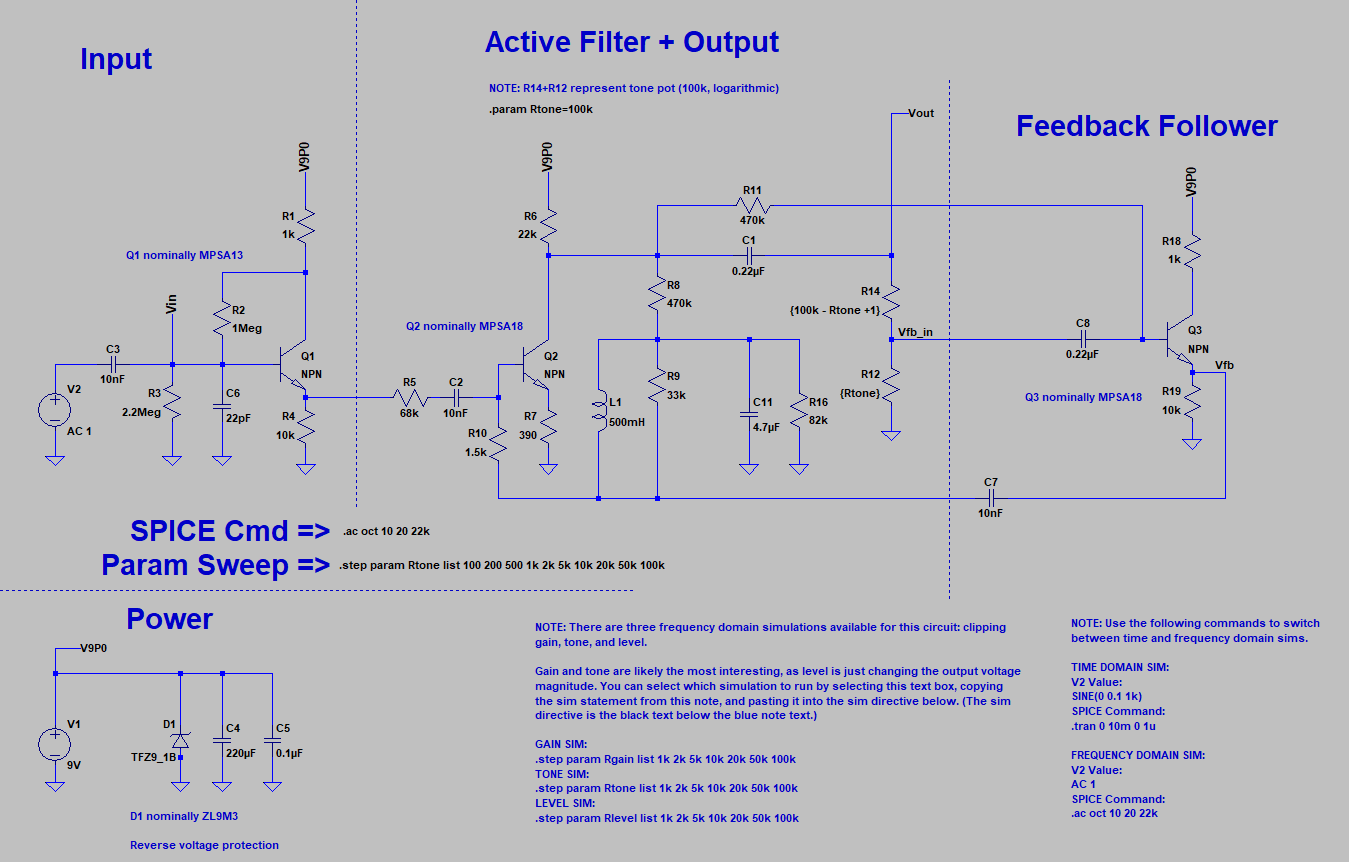 Input
Active Filter + Output
NOTE: R14+R12 represent tone pot (100k, logarithmic)
.param Rtone=100k
Feedback Follower
V9P0
R1
1k
Q1 nominally MPSA13
Vin
R2
1Meg
C3
10nF
Q1
NPN
V2
AC 1
R3
2.2Meg
C6
22pF
R4
10k
V9P0
R6
22k
Q2 nominally MPSA18
Q2
NPN
R5
68k
C2
10nF
R10
1.5k
R7
390
R11
470k
C1
0.22µF
R8
470k
L1
500mH
R9
33k
C11
4.7µF
R16
82k
Vout
R14
{100k - Rtone +1}
Vfb_in
R12
{Rtone}
C8
0.22µF
V9P0
R18
1k
Q3
NPN
Vfb
Q3 nominally MPSA18
R19
10k
C7
10nF
SPICE Cmd =>
.ac oct 10 20 22k
Param Sweep =>
.step param Rtone list 100 200 500 1k 2k 5k 10k 20k 50k 100k
Power
V9P0
V1
9V
D1
TFZ9_1B
C4
220µF
C5
0.1µF
D1 nominally ZL9M3
Reverse voltage protection
NOTE: There are three frequency domain simulations available for this circuit: clipping
gain, tone, and level.
Gain and tone are likely the most interesting, as level is just changing the output voltage
magnitude. You can select which simulation to run by selecting this text box, copying
the sim statement from this note, and pasting it into the sim directive below. (The sim
directive is the black text below the blue note text.)
GAIN SIM:
.step param Rgain list 1k 2k 5k 10k 20k 50k 100k
TONE SIM:
.step param Rtone list 1k 2k 5k 10k 20k 50k 100k
LEVEL SIM:
.step param Rlevel list 1k 2k 5k 10k 20k 50k 100k
NOTE: Use the following commands to switch
between time and frequency domain sims.
TIME DOMAIN SIM:
V2 Value:
SINE(0 0.1 1k)
SPICE Command:
.tran 0 10m 0 1u
FREQUENCY DOMAIN SIM:
V2 Value:
AC 1
SPICE Command:
.ac oct 10 20 22k